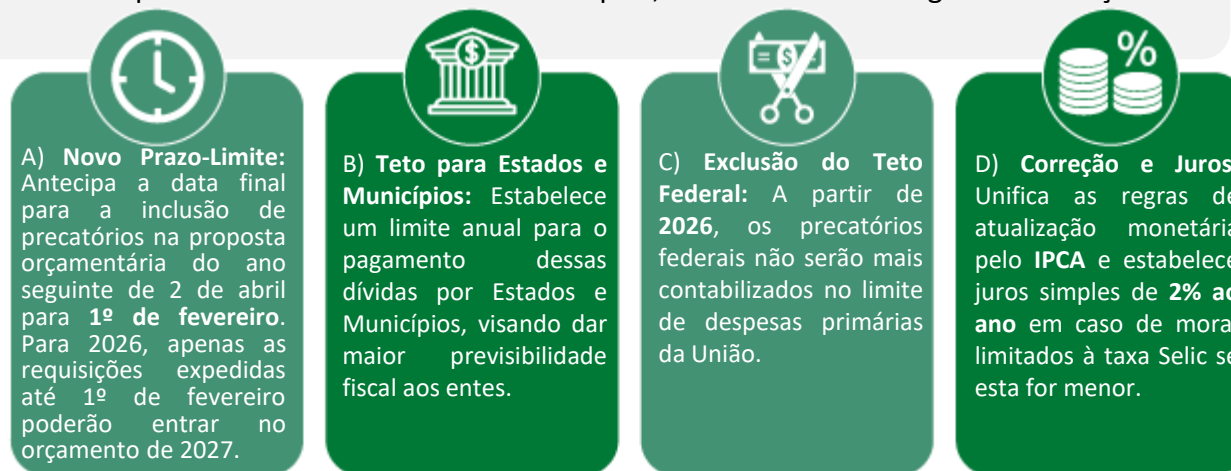 A) Novo Prazo-Limite:
Antecipa a data final
para a inclusão de
precatórios na proposta
orçamentária do ano
seguinte de 2 de abril
para 1º de fevereiro.
Para 2026, apenas as
requisições expedidas
até 1º de fevereiro
poderão entrar no
orçamento de 2027.
B) Teto para Estados e
Municípios: Estabelece
um limite anual para o
pagamento dessas
dívidas por Estados e
Municípios, visando dar
maior previsibilidade
fiscal aos entes.
C) Exclusão do Teto
Federal: A partir de
2026, os precatórios
federais não serão mais
contabilizados no limite
de despesas primárias
da União.
%
D) Correção e Juros
Unifica as regras de
atualização monetária
pelo IPCA e estabelece
juros simples de 2% ao
ano em caso de mora
limitados à taxa Selic se
esta for menor.